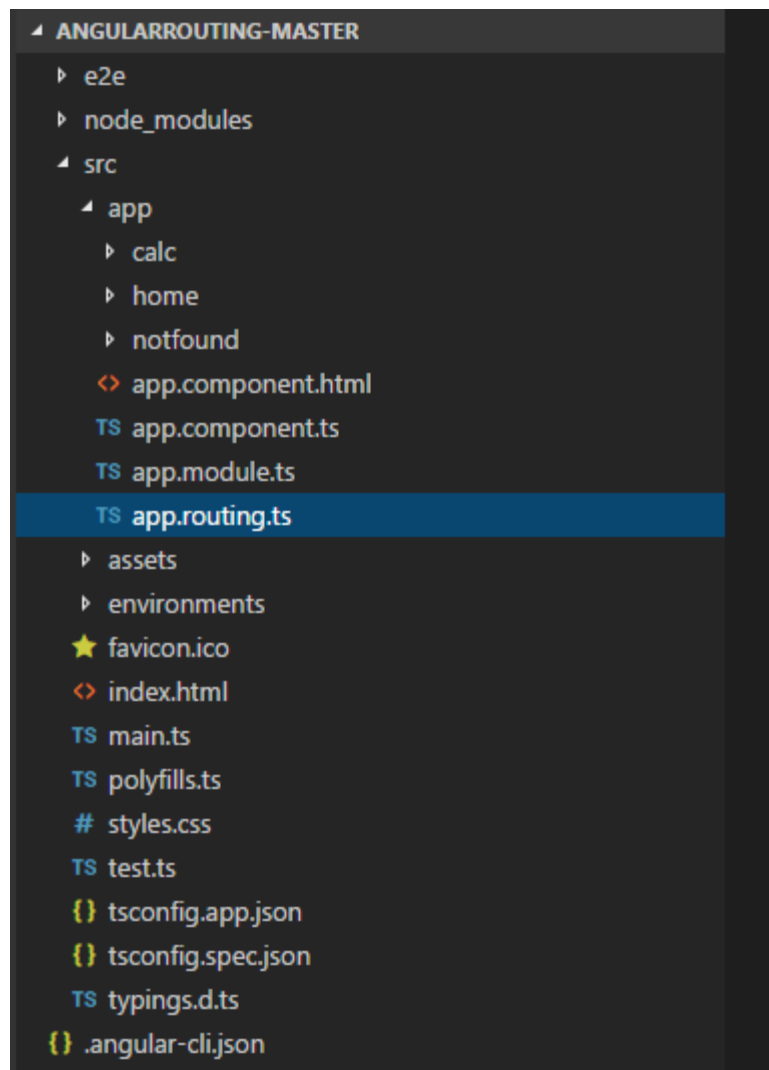 ANGULARROUTING-MASTER
e2e
node_modules
src
app
calc
home
notfound
<> app.component.html
TS app.component.ts
TS app.module.ts
TS app.routing.ts
assets
environments
favicon.ico
<> index.html
TS main.ts
TS polyfills.ts
# styles.css
TS test.ts
{} tsconfig.app.json
{} tsconfig.spec.json
TS typings.d.ts
{} .angular-cli.json